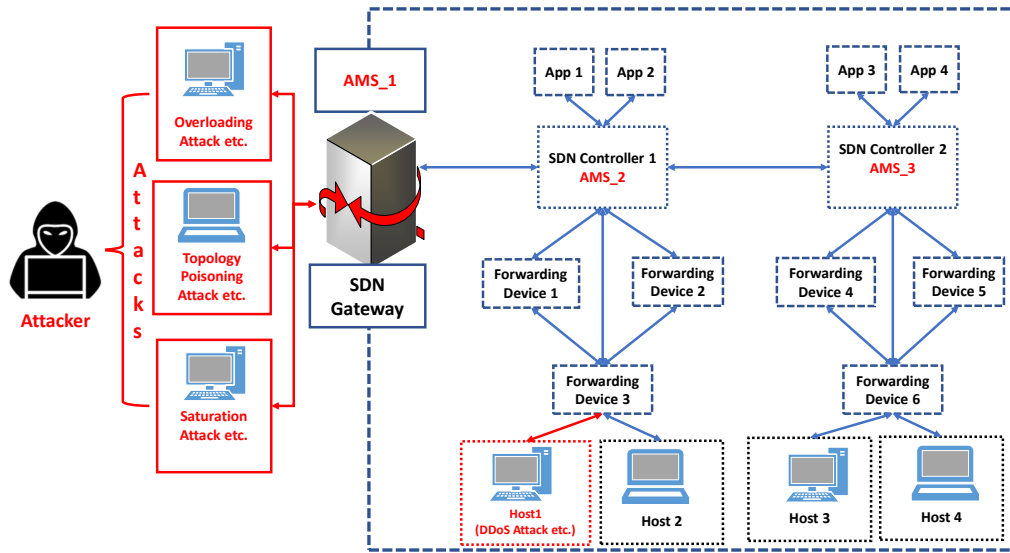 Attacker
Attacks
Overloading
Attack etc.
Topology
Poisoning
Attack etc.
Saturation
Attack etc.
AMS_1
SDN
Gateway
App 1
App 2
App 3
App 4
SDN Controller 1
AMS_2
SDN Controller 2
AMS_3
Forwarding
Device 1
Forwarding
Device 2
Forwarding
Device 4
Forwarding
Device 5
Forwarding
Device 3
Forwarding
Device 6
Host1
(DDoS Attack etc.)
Host 2
Host 3
Host 4